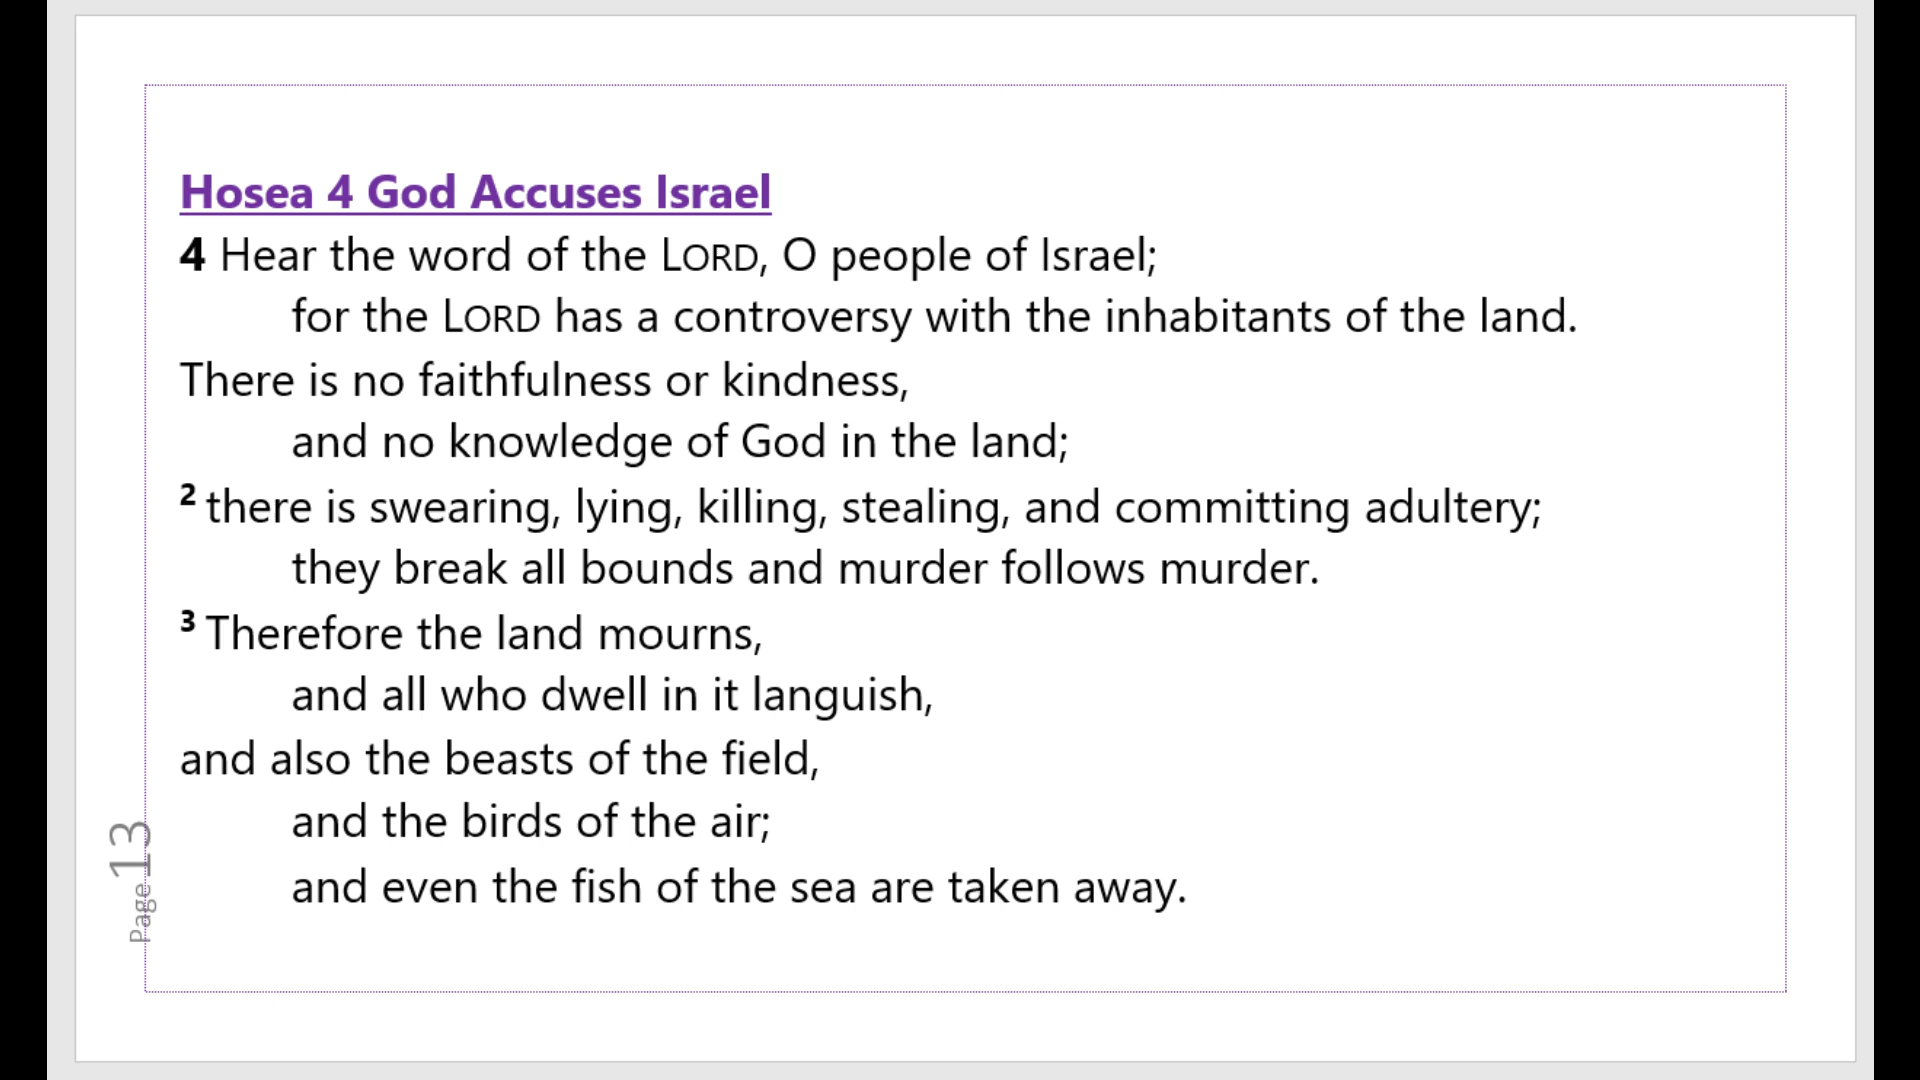 Hosea 4 God Accuses Israel
4 Hear the word of the LORD, O people of Israel;
for the LORD has a controversy with the inhabitants of the land.
There is no faithfulness or kindness,
and no knowledge of God in the land;
2 there is swearing, lying, killing, stealing, and committing adultery;
they break all bounds and murder follows murder.
3 Therefore the land mourns,
and all who dwell in it languish,
and also the beasts of the field,
and the birds of the air;
and even the fish of the sea are taken away.
Page 13